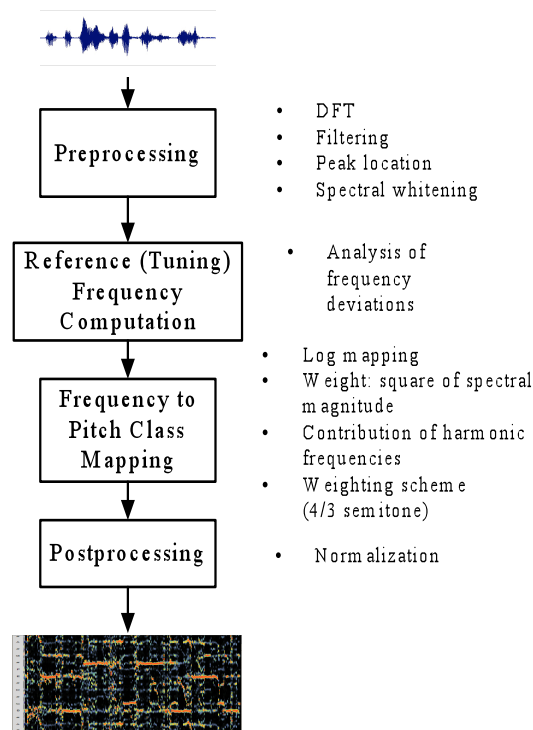 Preprocessing
• DFT
• Filtering
• Peak location
• Spectral whitening
Reference (Tuning)
Frequency
Computation
• Analysis of
frequency
deviations
Frequency to
Pitch Class
Mapping
• Log mapping
• Weight: square of spectral
magnitude
• Contribution of harmonic
frequencies
• Weighting scheme
(4/3 semitone)
Postprocessing
• Normalization